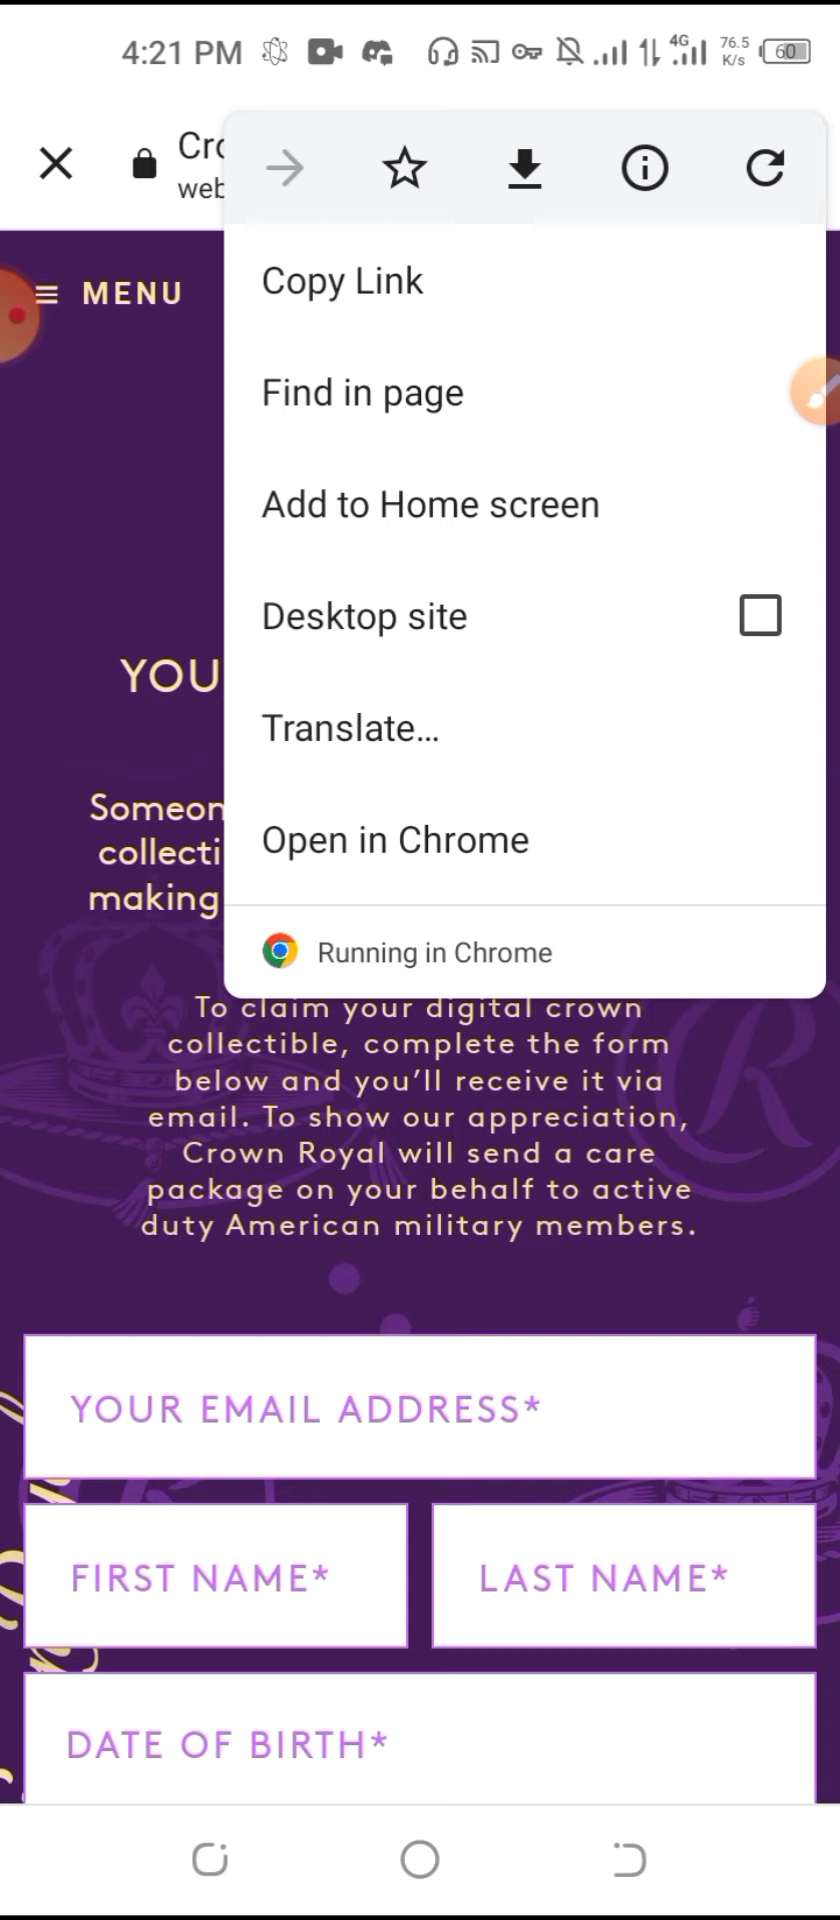 4:21 PM
4G
76.5
K/s
60
Cro
web
MENU
Copy Link
Find in page
Add to Home screen
Desktop site
YOU
Translate…
Someon
collecti
Open in Chrome
making
Running in Chrome
To claim your digital crown
collectible, complete the form
below and you’ll receive it via
email. To show our appreciation,
Crown Royal will send a care
package on your behalf to active
duty American military members.
YOUR EMAIL ADDRESS*
FIRST NAME*
LAST NAME*
DATE OF BIRTH*